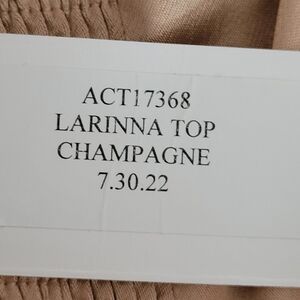 ACT17368
LARINNA TOP
CHAMPAGNE
7.30.22